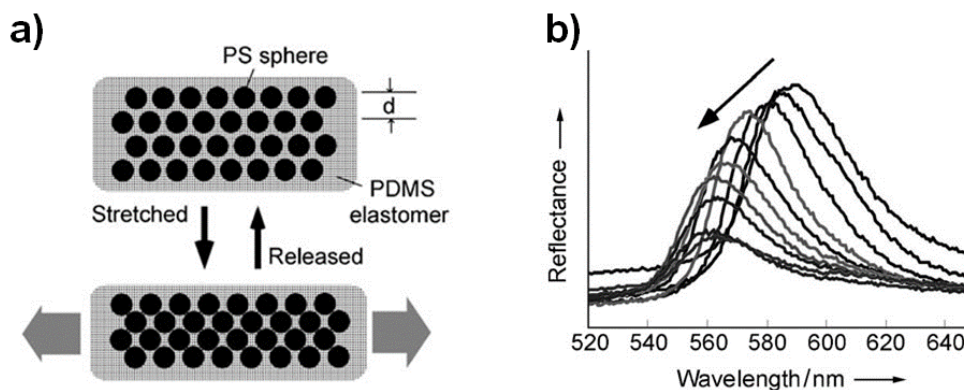 a)
PS sphere
d
PDMS
elastomer
Stretched
Released
b)
Reflectance →
520 540 560 580 600 620 640
Wavelength/nm →